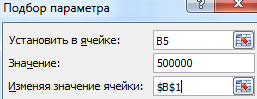 Подбор параметра
Установить в ячейке: B5
Значение: 500000
Изменяя значение ячейки: $B$1